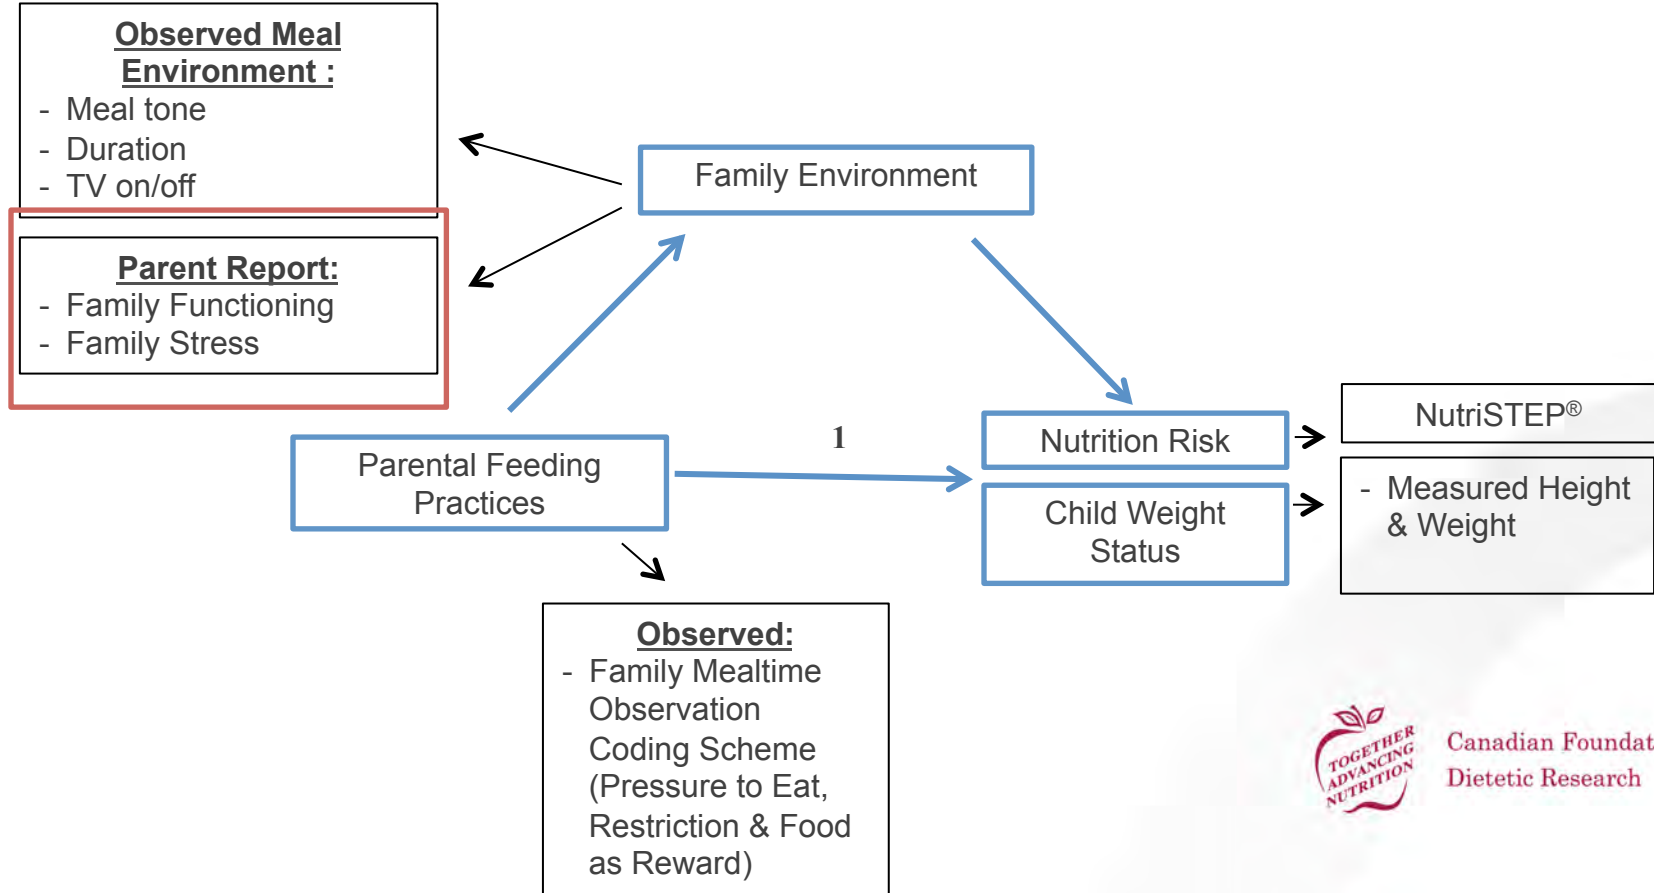 Observed Meal
Environment :
- Meal tone
- Duration
- TV on/off
Parent Report:
- Family Functioning
- Family Stress
Family Environment
Parental Feeding
Practices
1
Nutrition Risk
Child Weight
Status
NutriSTEP®
- Measured Height
& Weight
Observed:
- Family Mealtime
Observation
Coding Scheme
(Pressure to Eat,
Restriction & Food
as Reward)
TOGETHER
ADVANCING
NUTRITION
Canadian Foundat
Dietetic Research